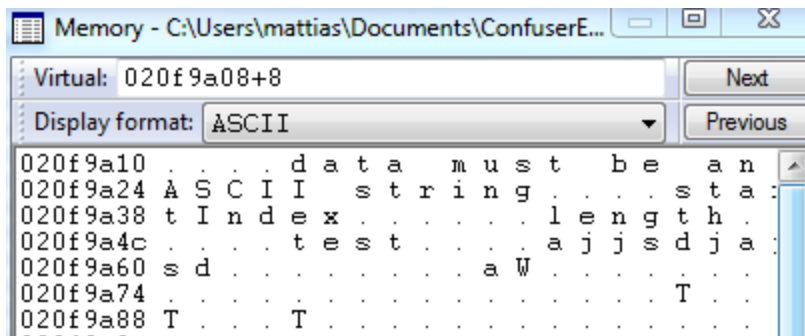 Memory - C:\Users\mattias\Documents\ConfuserE...
Virtual: 020f9a08+8 Next
Display format: ASCII Previous
020f9a10 . . . . d a t a   m u s t   b e   a n
020f9a24 A S C I I   s t r i n g . . . . s t a
020f9a38 t I n d e x . . . . . . l e n g t h .
020f9a4c . . . . t e s t . . . . a j j s d j a
020f9a60 s d . . . . . . . . a W . . . . . . .
020f9a74 . . . . . . . . . . . . . . . . T . .
020f9a88 T . . . T . . . . . . . . . . . . . .